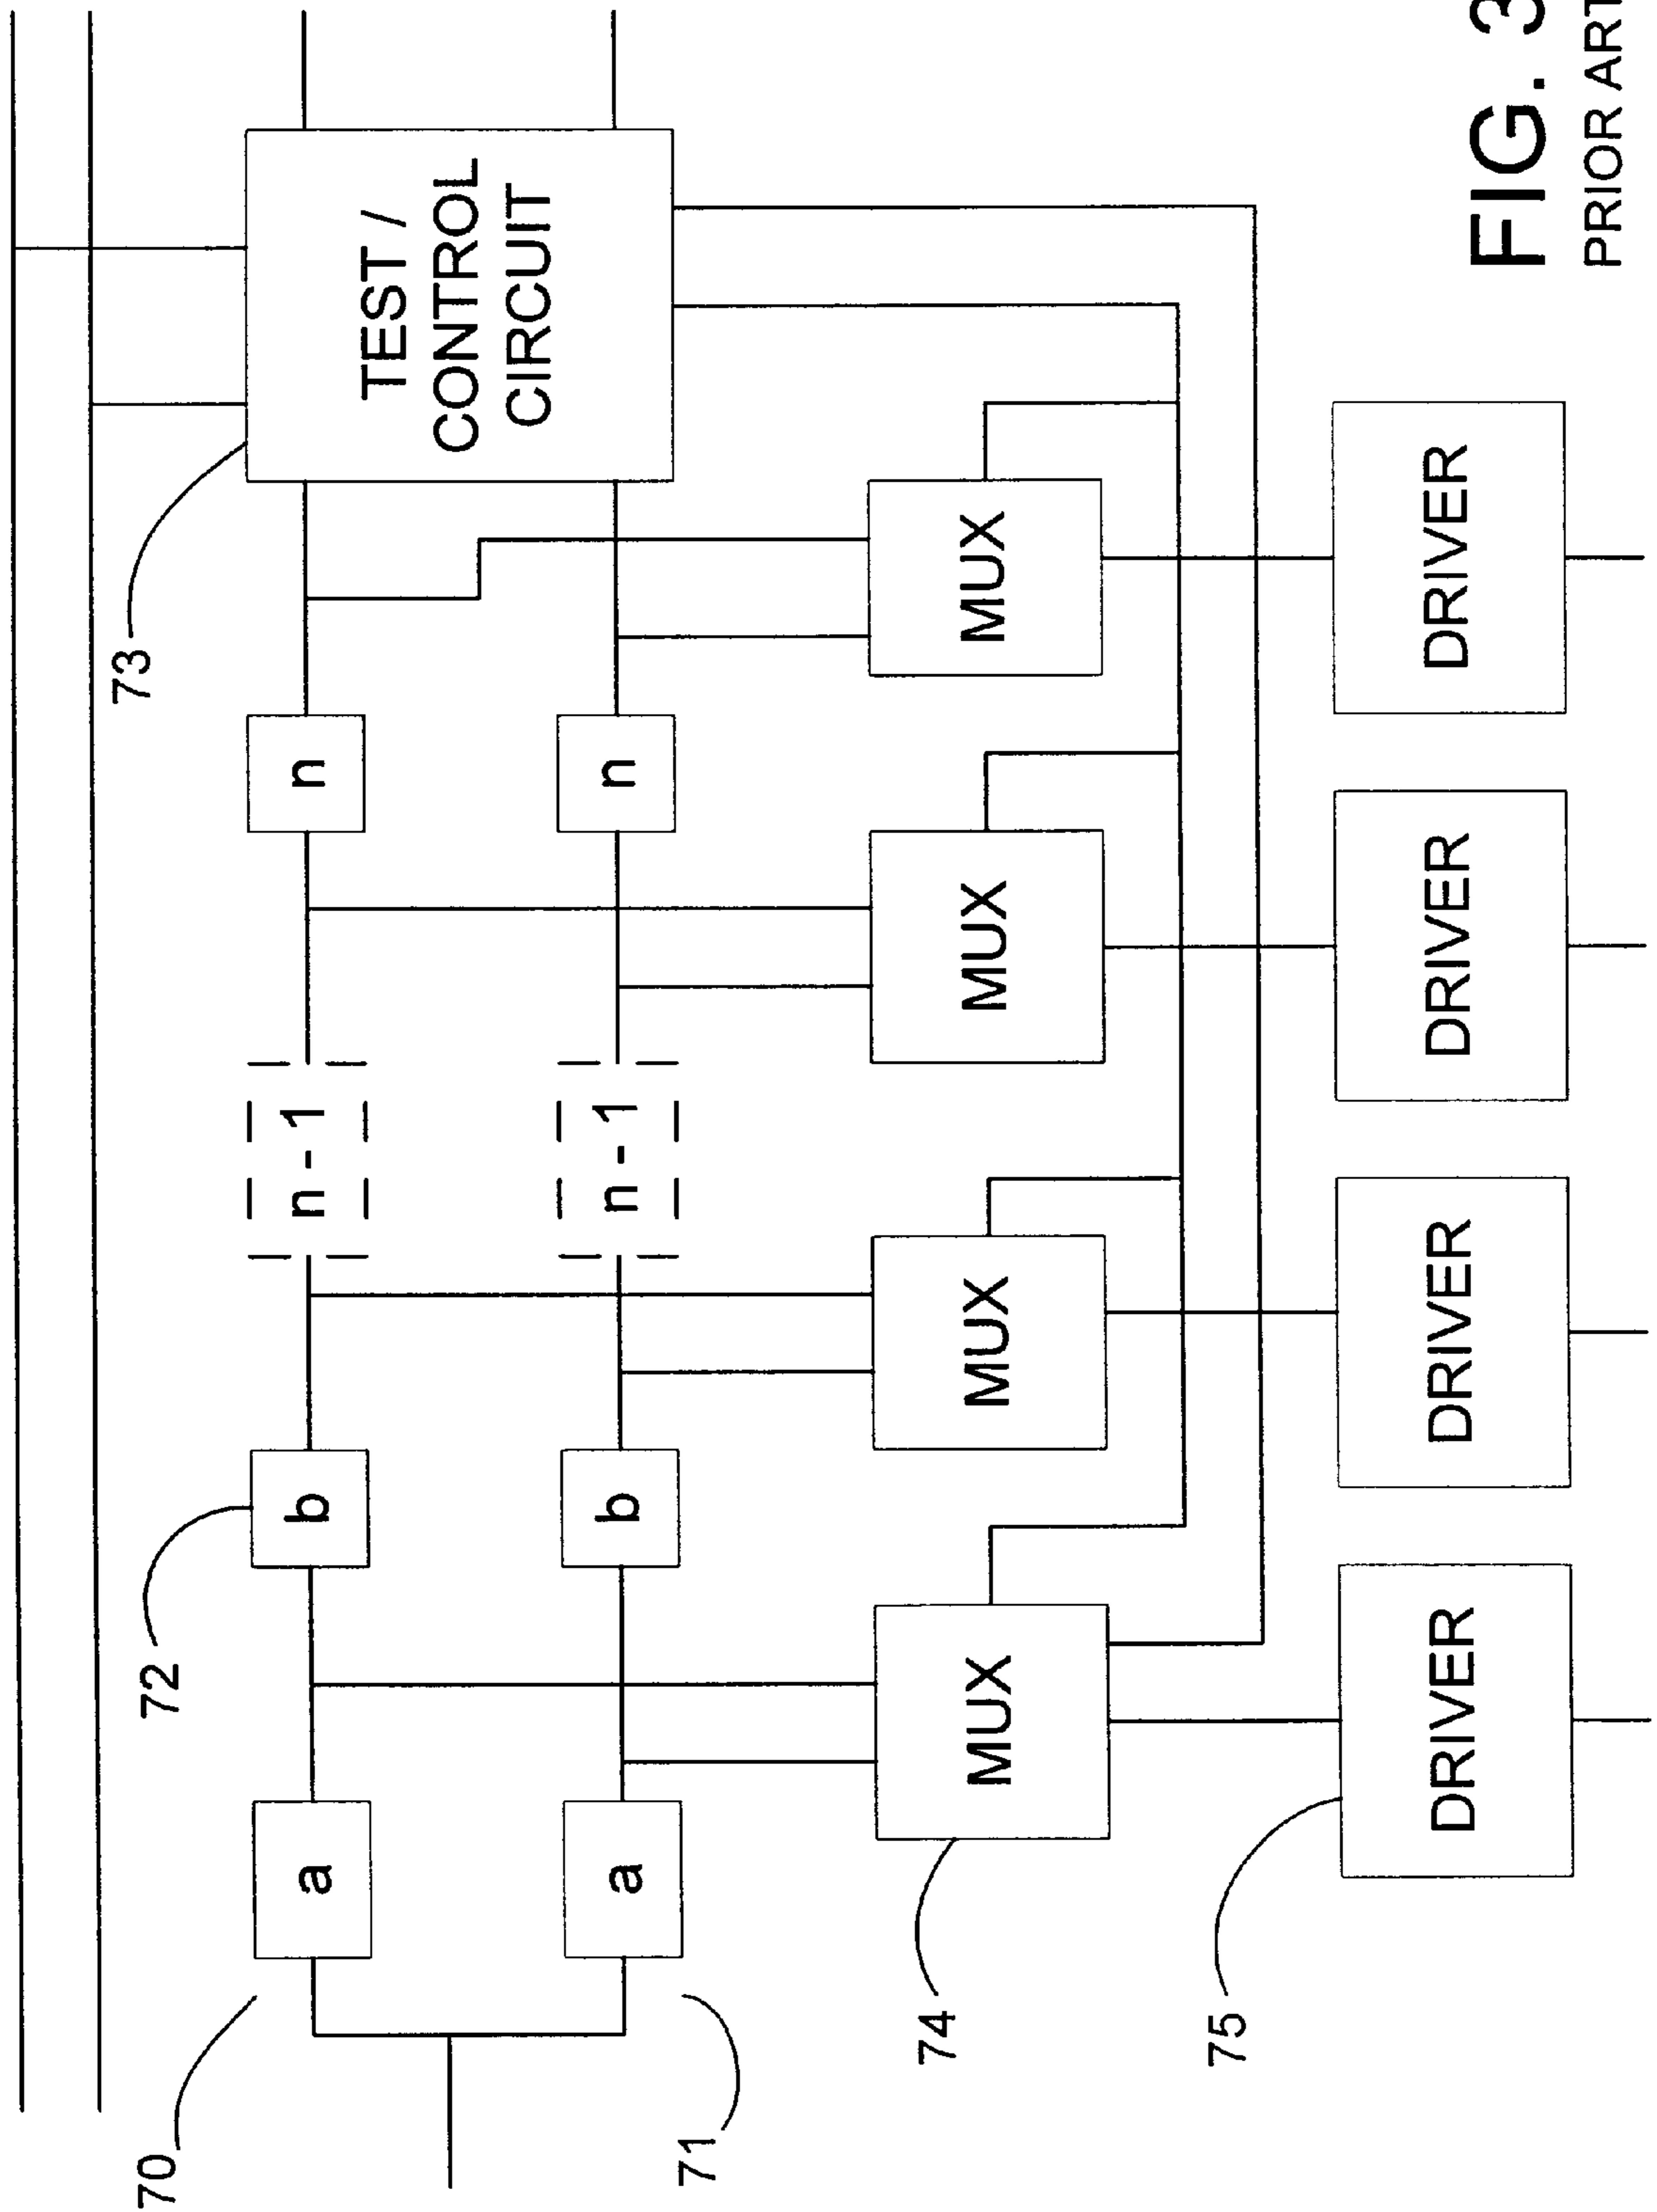 70
72
73
a
b
n - 1
n
TEST /
CONTROL
CIRCUIT
71
a
b
n - 1
n
74
MUX
MUX
MUX
MUX
75
DRIVER
DRIVER
DRIVER
DRIVER
FIG. 3
PRIOR ART